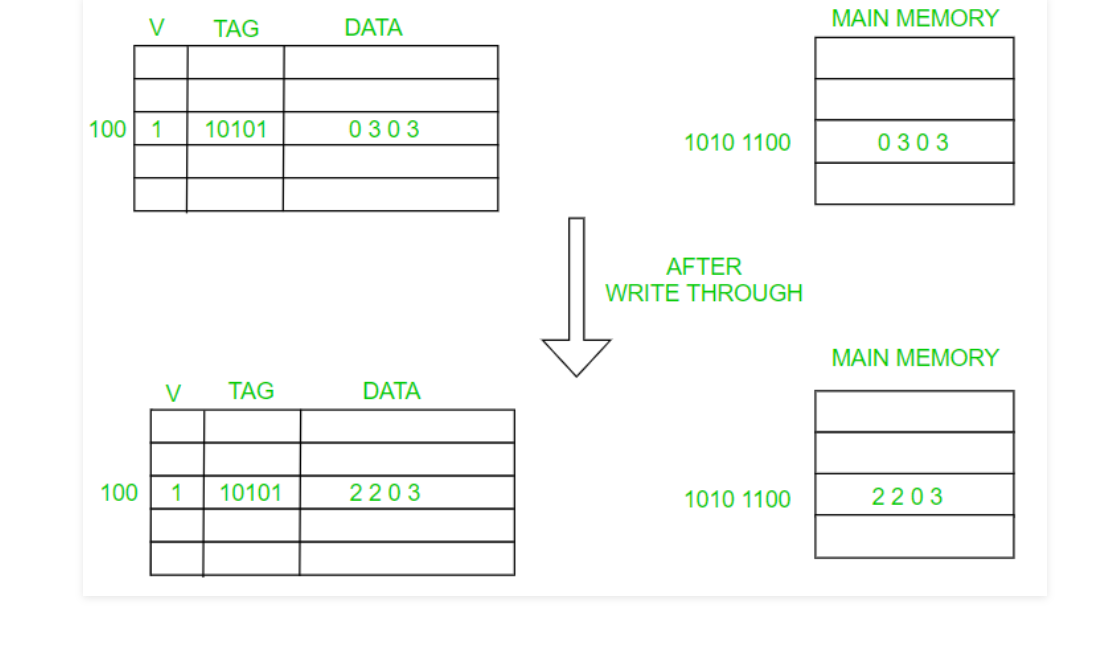 V TAG DATA MAIN MEMORY
100 1 10101 0 3 0 3 1010 1100 0 3 0 3
AFTER
WRITE THROUGH
MAIN MEMORY
V TAG DATA
100 1 10101 2 2 0 3 1010 1100 2 2 0 3